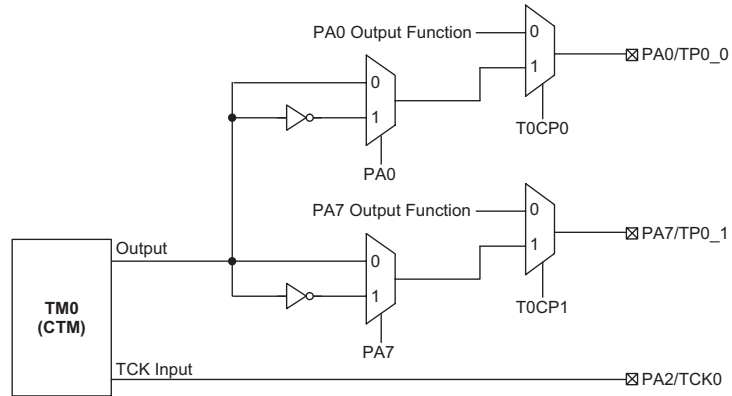 PA0 Output Function
0
1
T0CP0
PA0/TP0_0
0
1
PA0
PA7 Output Function
0
1
T0CP1
PA7/TP0_1
Output
0
1
PA7
TM0
(CTM)
TCK Input
PA2/TCK0